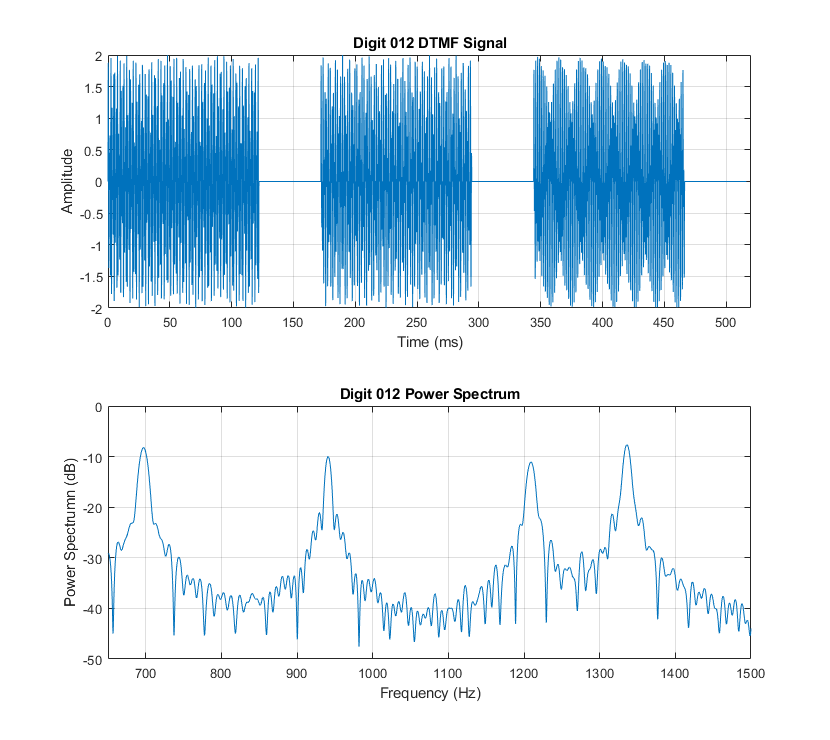 Digit 012 DTMF Signal
2
1.5
1
0.5
0
-0.5
-1
-1.5
-2
Amplitude
0 50 100 150 200 250 300 350 400 450 500
Time (ms)
Digit 012 Power Spectrum
0
-10
-20
-30
-40
-50
Power Spectrumn (dB)
700 800 900 1000 1100 1200 1300 1400 1500
Frequency (Hz)